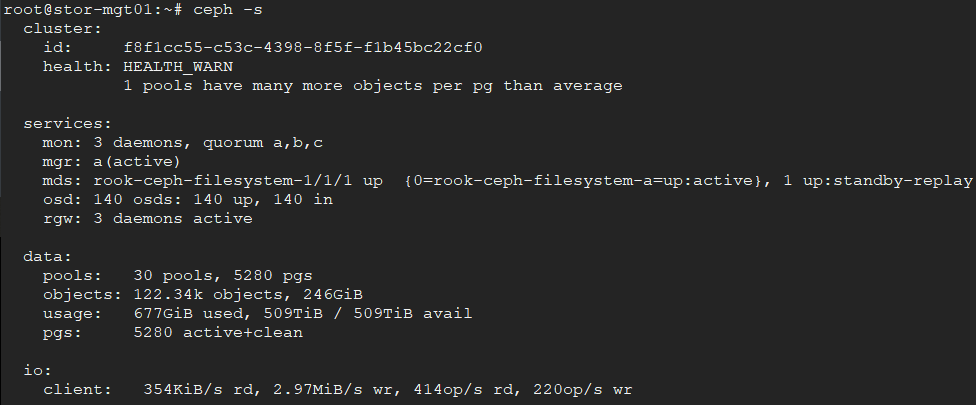 root@stor-mgt01:~# ceph -s
  cluster:
    id:     f8f1cc55-c53c-4398-8f5f-f1b45bc22cf0
    health: HEALTH_WARN
            1 pools have many more objects per pg than average

  services:
    mon: 3 daemons, quorum a,b,c
    mgr: a(active)
    mds: rook-ceph-filesystem-1/1/1 up  {0=rook-ceph-filesystem-a=up:active}, 1 up:standby-replay
    osd: 140 osds: 140 up, 140 in
    rgw: 3 daemons active

  data:
    pools:   30 pools, 5280 pgs
    objects: 122.34k objects, 246GiB
    usage:   677GiB used, 509TiB / 509TiB avail
    pgs:     5280 active+clean

  io:
    client:   354KiB/s rd, 2.97MiB/s wr, 414op/s rd, 220op/s wr